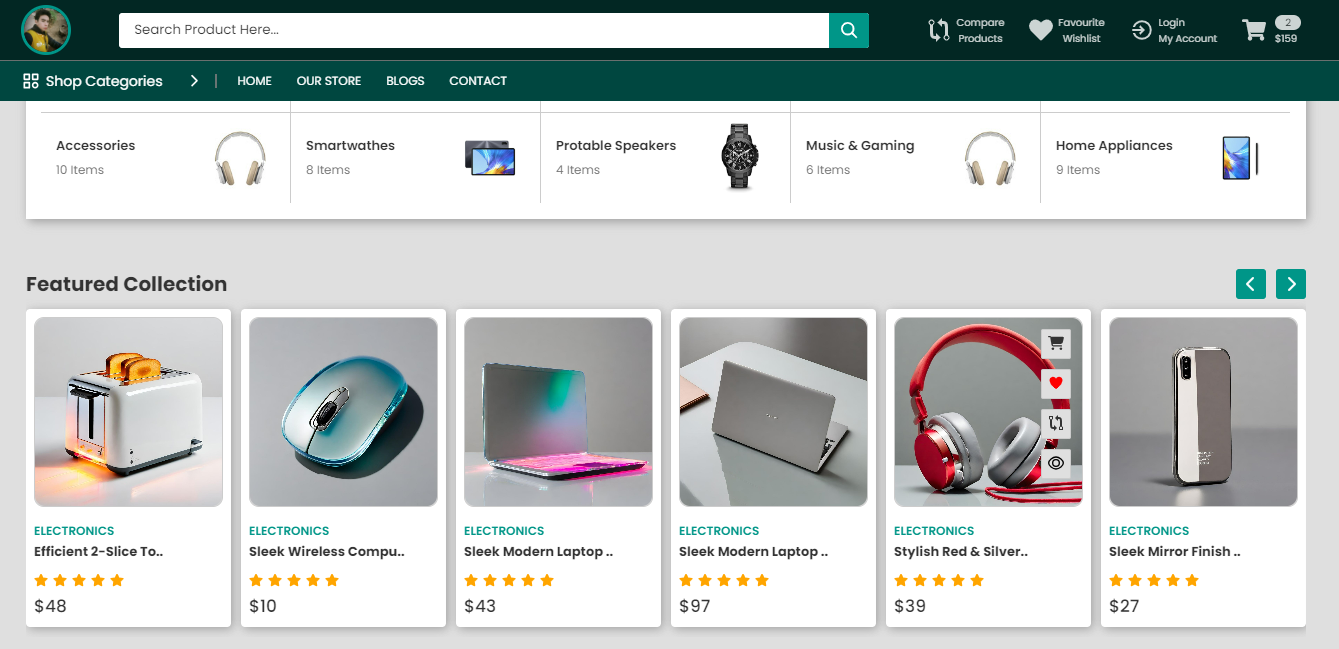 Search Product Here...
Compare
Products
Favourite
Wishlist
Login
My Account
2
$159
Shop Categories
HOME
OUR STORE
BLOGS
CONTACT
Accessories
10 Items
Smartwathes
8 Items
Protable Speakers
4 Items
Music & Gaming
6 Items
Home Appliances
9 Items
Featured Collection
ELECTRONICS
Efficient 2-Slice To..
$48
ELECTRONICS
Sleek Wireless Compu..
$10
ELECTRONICS
Sleek Modern Laptop ..
$43
ELECTRONICS
Sleek Modern Laptop ..
$97
ELECTRONICS
Stylish Red & Silver..
$39
ELECTRONICS
Sleek Mirror Finish ..
$27